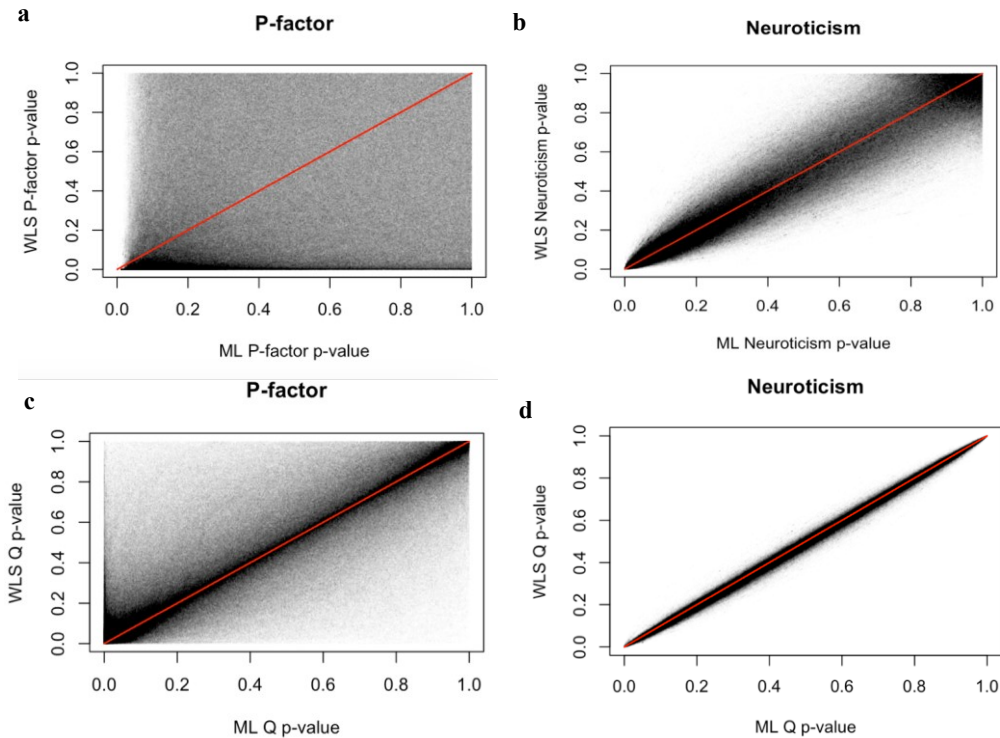 a
P-factor
WLS P-factor p-value
1.0
0.8
0.6
0.4
0.2
0.0
0.0 0.2 0.4 0.6 0.8 1.0
ML P-factor p-value
b
Neuroticism
WLS Neuroticism p-value
1.0
0.8
0.6
0.4
0.2
0.0
0.0 0.2 0.4 0.6 0.8 1.0
ML Neuroticism p-value
c
P-factor
WLS Q p-value
1.0
0.8
0.6
0.4
0.2
0.0
0.0 0.2 0.4 0.6 0.8 1.0
ML Q p-value
d
Neuroticism
WLS Q p-value
1.0
0.8
0.6
0.4
0.2
0.0
0.0 0.2 0.4 0.6 0.8 1.0
ML Q p-value